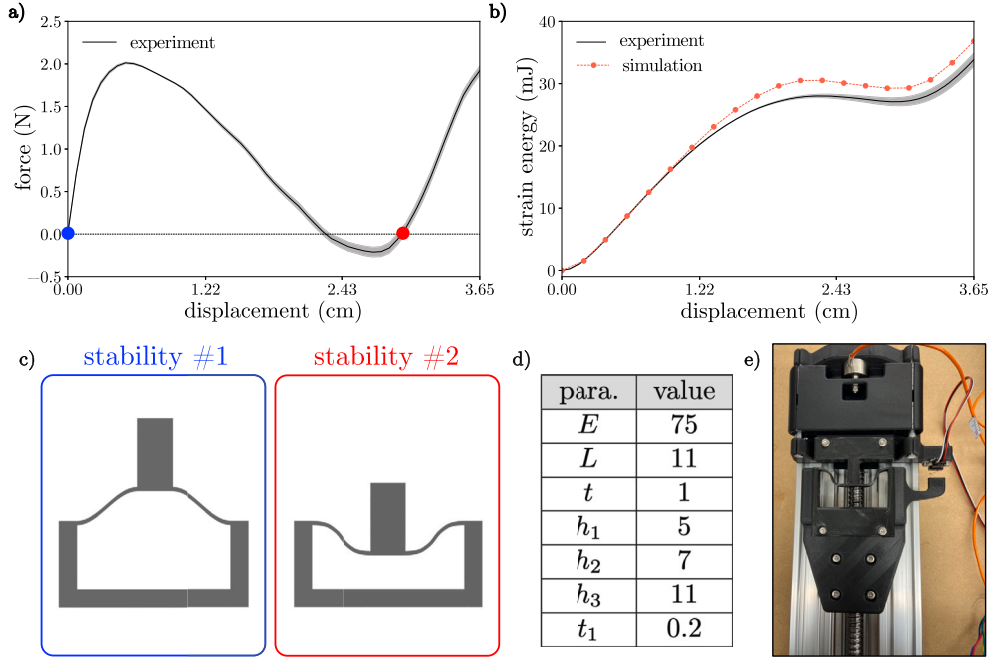 a)
2.5
2.0
1.5
1.0
0.5
0.0
−0.5
force (N)
experiment
0.00 1.22 2.43 3.65
displacement (cm)
b)
40
30
20
10
0
strain energy (mJ)
experiment
simulation
0.00 1.22 2.43 3.65
displacement (cm)
c)
stability #1
stability #2
d)
para. value
E 75
L 11
t 1
h₁ 5
h₂ 7
h₃ 11
t₁ 0.2
e)